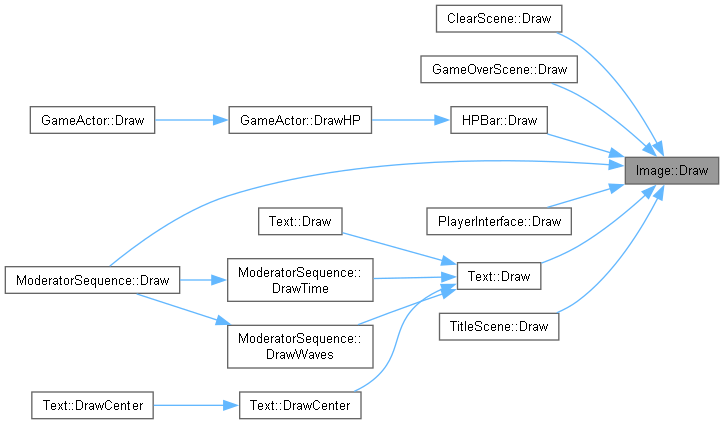 ClearScene::Draw
GameOverScene::Draw
GameActor::Draw
GameActor::DrawHP
HPBar::Draw
Image::Draw
PlayerInterface::Draw
Text::Draw
ModeratorSequence::Draw
ModeratorSequence::
DrawTime
Text::Draw
TitleScene::Draw
ModeratorSequence::
DrawWaves
Text::DrawCenter
Text::DrawCenter